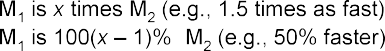 M₁ is x times M₂ (e.g., 1.5 times as fast)
M₁ is 100(x − 1)% M₂ (e.g., 50% faster)